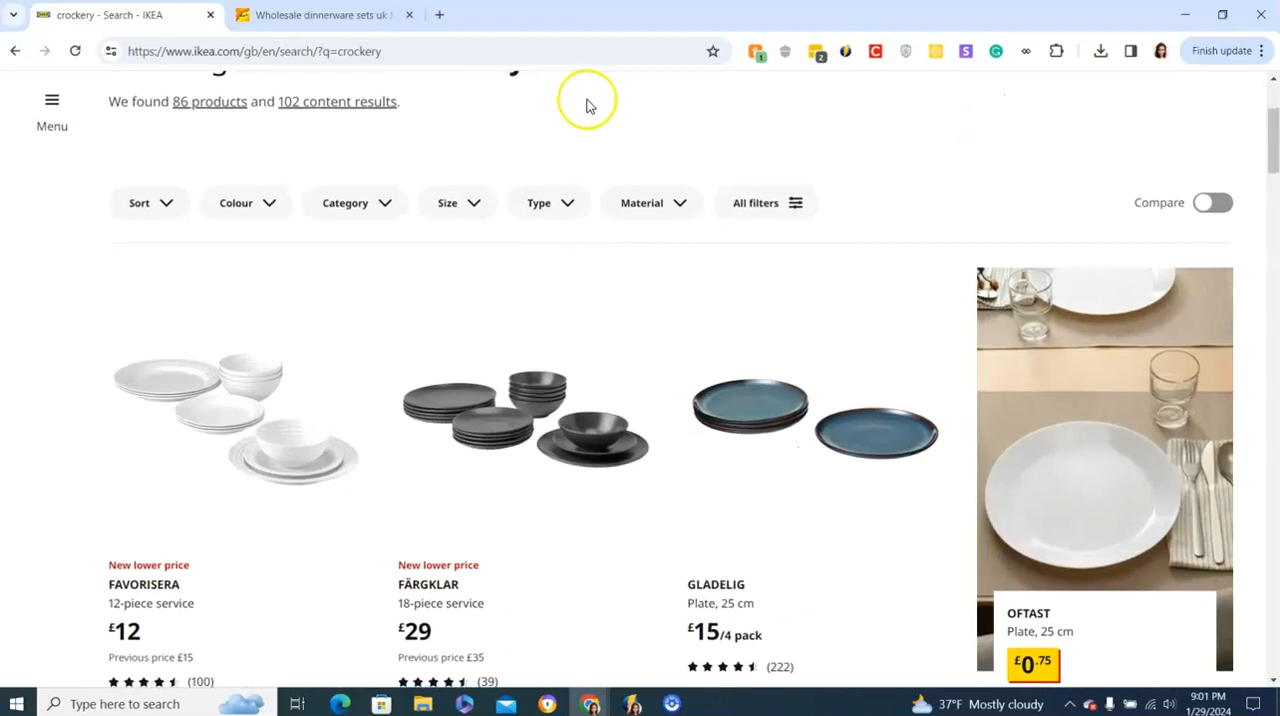 crockery - Search - IKEA
Wholesale dinnerware sets uk
https://www.ikea.com/gb/en/search/?q=crockery
1
2
Finish update
We found 86 products and 102 content results.
Menu
Sort
Colour
Category
Size
Type
Material
All filters
Compare
New lower price
FAVORISERA
12-piece service
£12
Previous price £15
(100)
New lower price
FÄRGKLAR
18-piece service
£29
Previous price £35
(39)
GLADELIG
Plate, 25 cm
£15/4 pack
(222)
OFTAST
Plate, 25 cm
£0.75
Type here to search
37°F Mostly cloudy
9:01 PM
1/29/2024